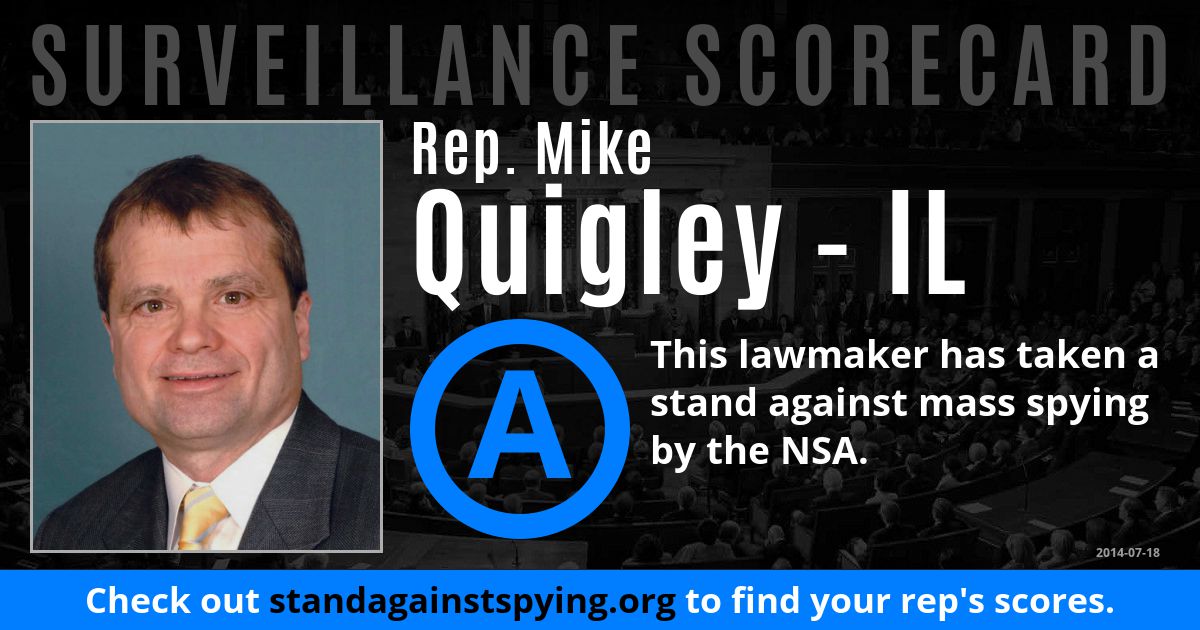 SURVEILLANCE SCORECARD
Rep. Mike
Quigley - IL
A
This lawmaker has taken a
stand against mass spying
by the NSA.
2014-07-18
Check out standagainstspying.org to find your rep's scores.